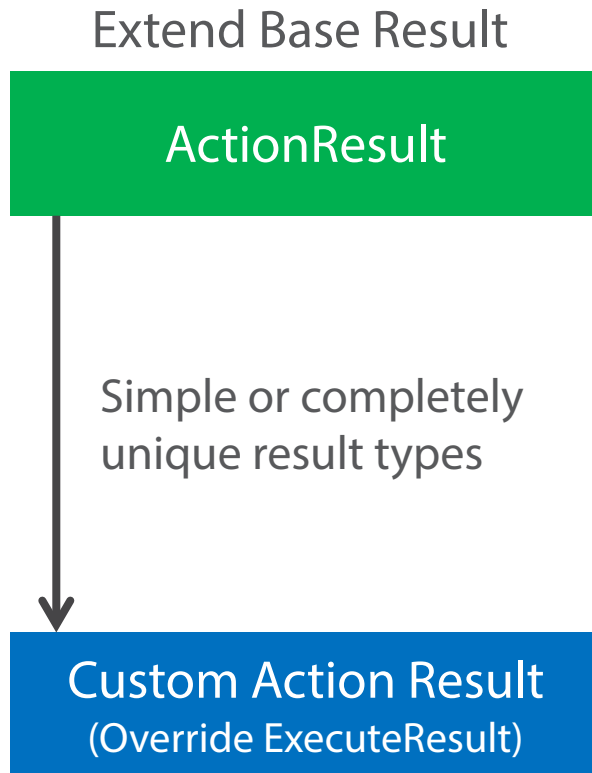 Extend Base Result
ActionResult
Simple or completely
unique result types
Custom Action Result
(Override ExecuteResult)